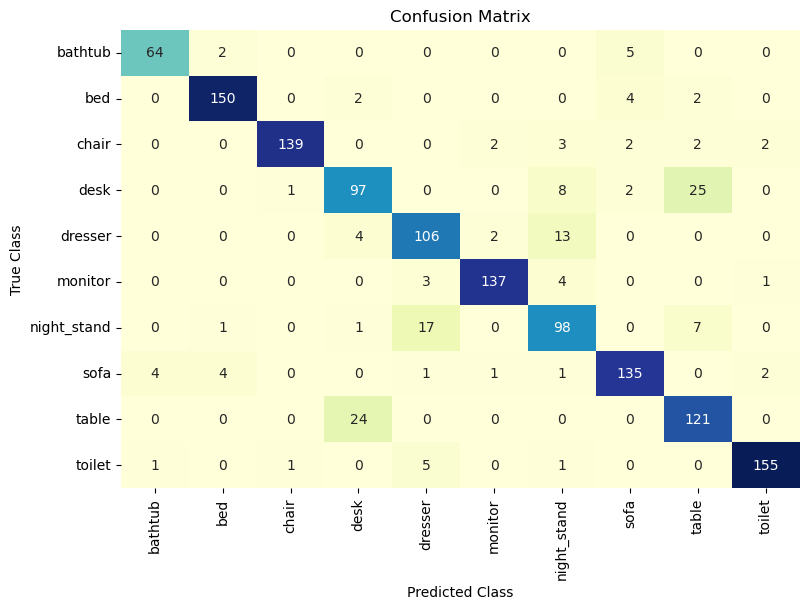 Confusion Matrix
True Class
bathtub 64 2 0 0 0 0 0 5 0 0
bed 0 150 0 2 0 0 0 4 2 0
chair 0 0 139 0 0 2 3 2 2 2
desk 0 0 1 97 0 0 8 2 25 0
dresser 0 0 0 4 106 2 13 0 0 0
monitor 0 0 0 0 3 137 4 0 0 1
night_stand 0 1 0 1 17 0 98 0 7 0
sofa 4 4 0 0 1 1 1 135 0 2
table 0 0 0 24 0 0 0 0 121 0
toilet 1 0 1 0 5 0 1 0 0 155
bathtub bed chair desk dresser monitor night_stand sofa table toilet
Predicted Class